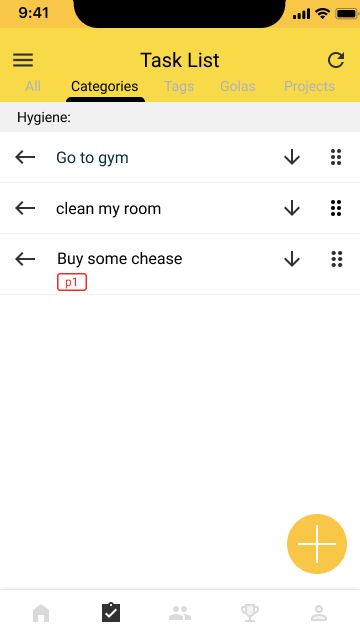 9:41
Task List
All Categories Tags Golas Projects
Hygiene:
Go to gym
clean my room
Buy some chease
p1